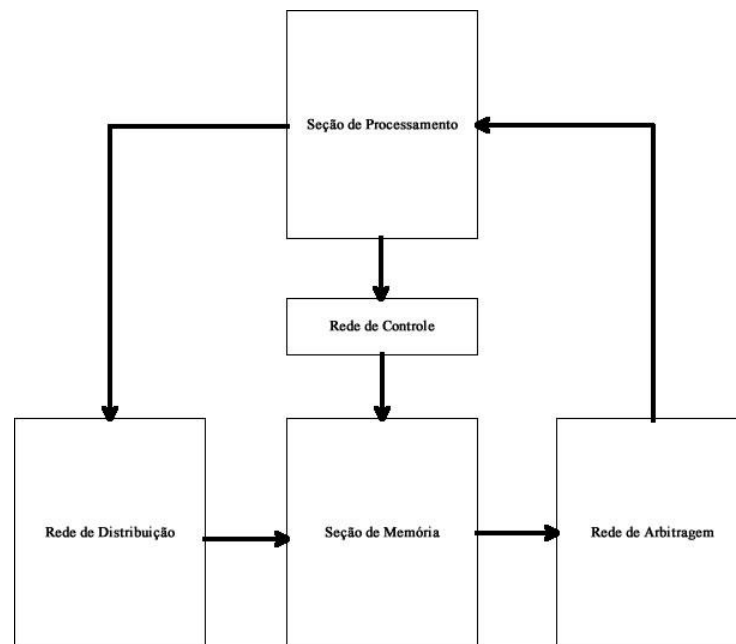 Seção de Processamento
Rede de Controle
Rede de Distribuição
Seção de Memória
Rede de Arbitragem